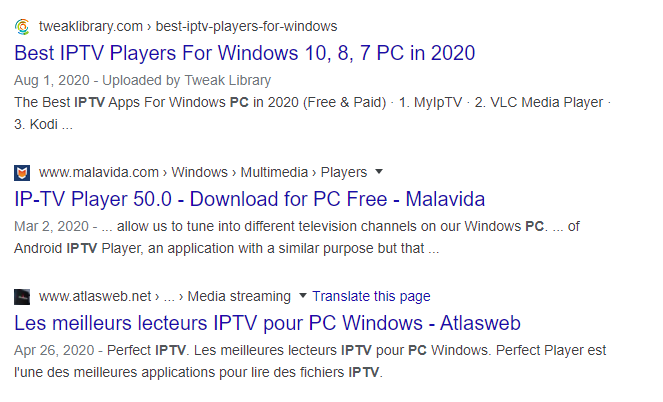 tweaklibrary.com › best-iptv-players-for-windows
Best IPTV Players For Windows 10, 8, 7 PC in 2020
Aug 1, 2020 - Uploaded by Tweak Library
The Best IPTV Apps For Windows PC in 2020 (Free & Paid) · 1. MyIpTV · 2. VLC Media Player ·
3. Kodi ...
www.malavida.com › Windows › Multimedia › Players
IP-TV Player 50.0 - Download for PC Free - Malavida
Mar 2, 2020 - ... allow us to tune into different television channels on our Windows PC. ... of
Android IPTV Player, an application with a similar purpose but that ...
www.atlasweb.net › ... › Media streaming Translate this page
Les meilleurs lecteurs IPTV pour PC Windows - Atlasweb
Apr 26, 2020 - Perfect IPTV. Les meilleures lecteurs IPTV pour PC Windows. Perfect Player est
l'une des meilleures applications pour lire des fichiers IPTV.